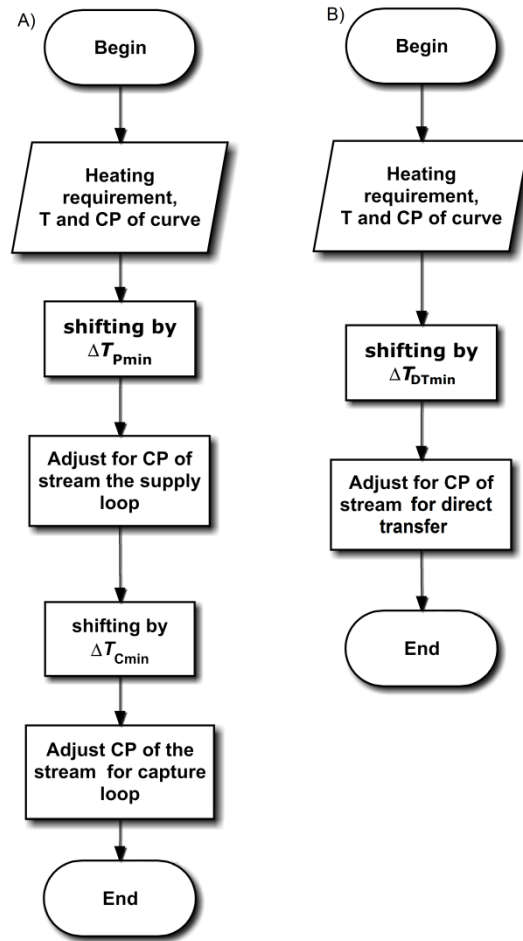 A)
Begin
Heating
requirement,
T and CP of curve
shifting by
ΔTPmin
Adjust for CP of
stream the supply
loop
shifting by
ΔTCmin
Adjust CP of the
stream for capture
loop
End
B)
Begin
Heating
requirement,
T and CP of curve
shifting by
ΔTDTmin
Adjust for CP of
stream for direct
transfer
End